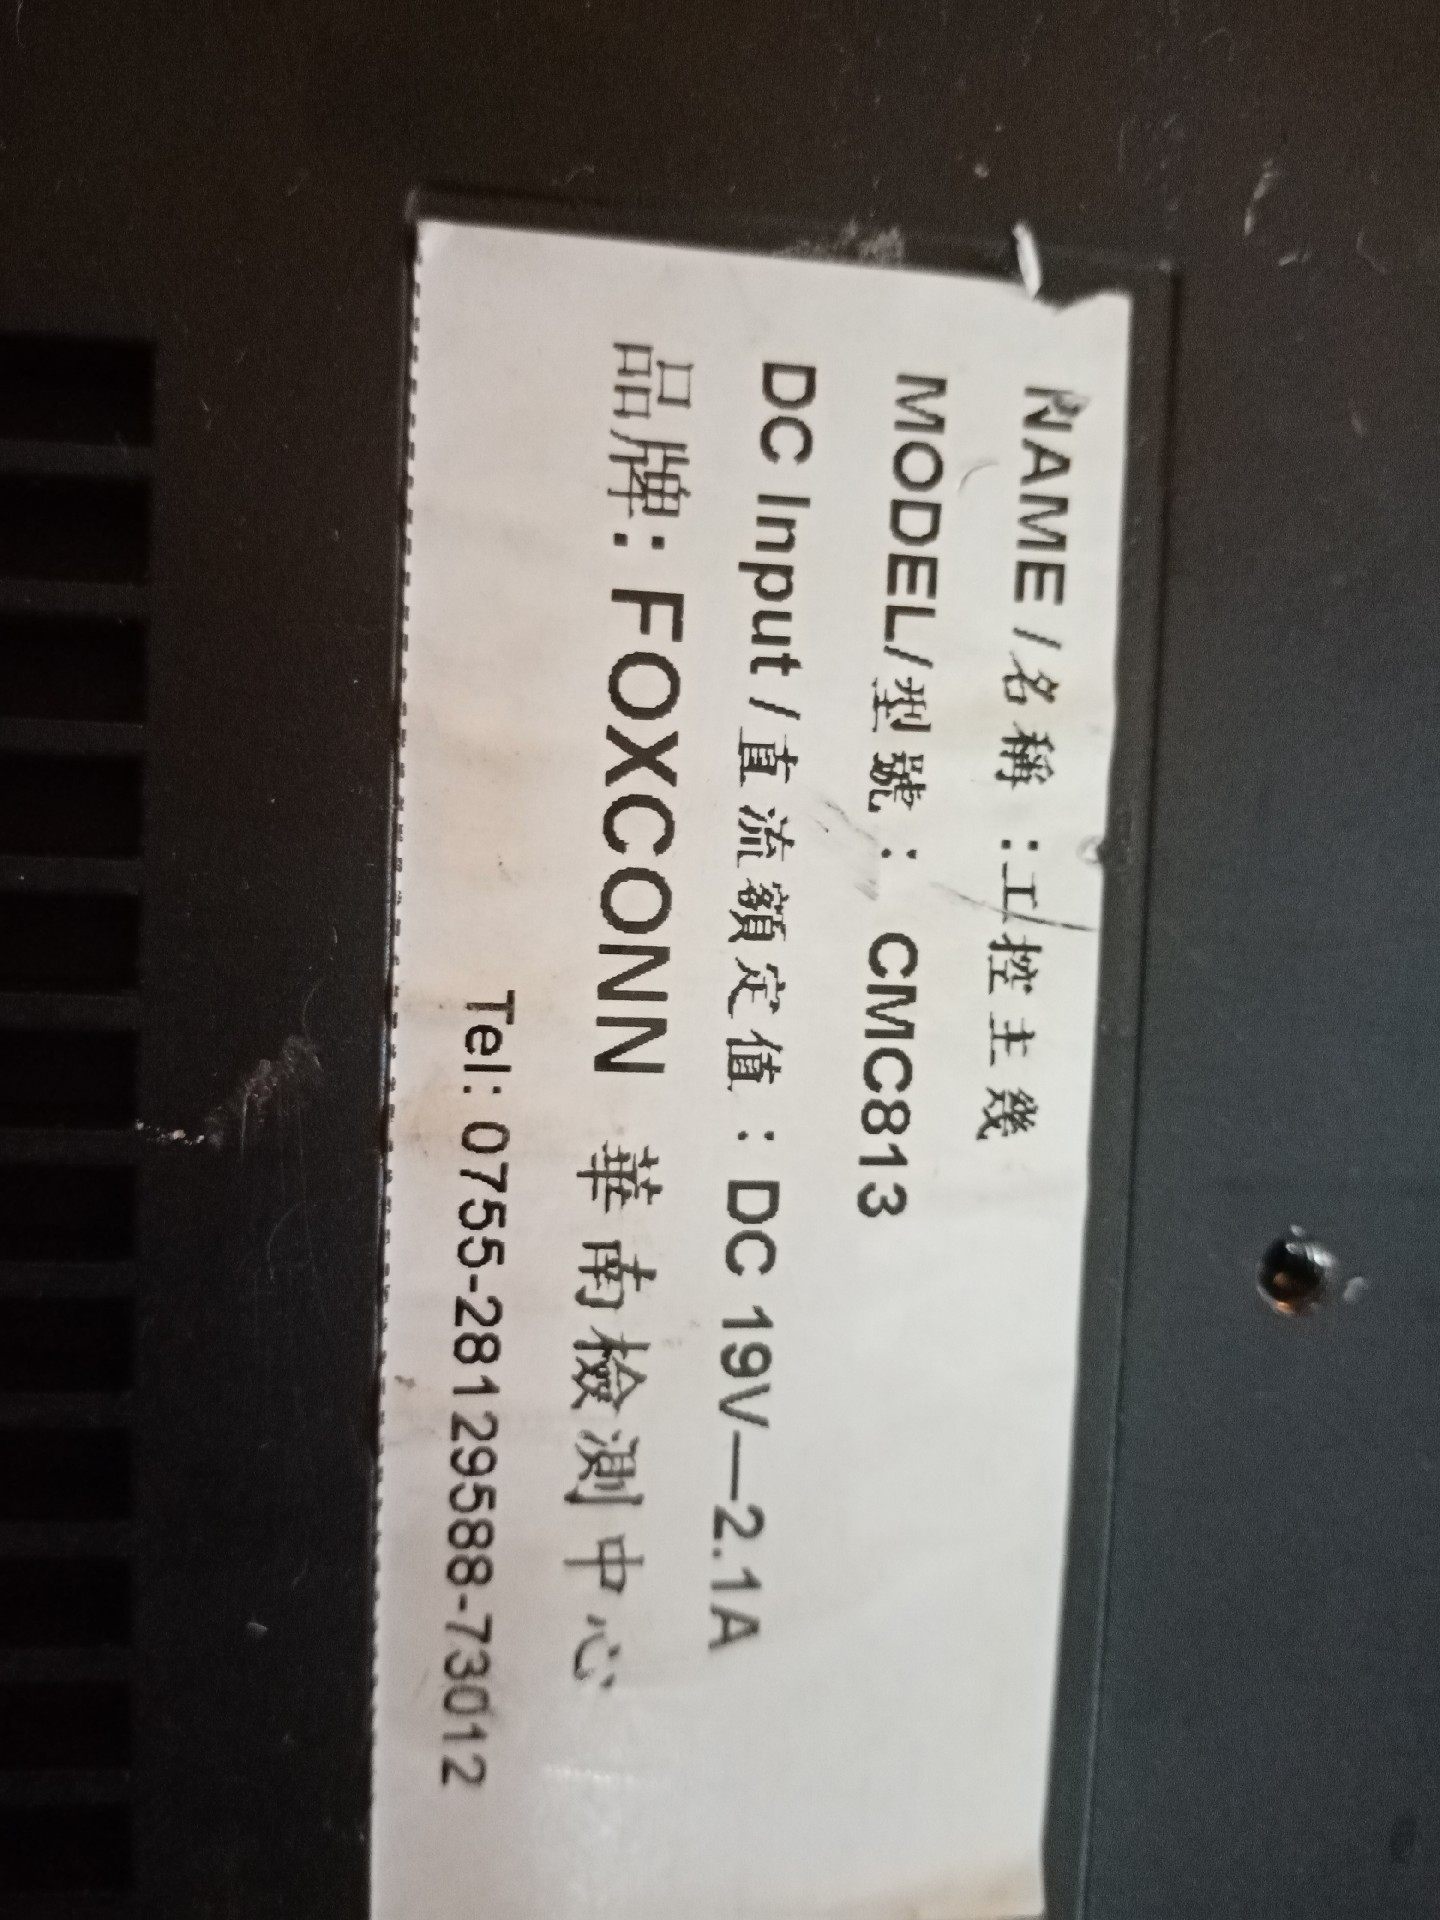 NAME /名稱 :工控主幾
MODEL/型號 : CMC813
DC Input /直流額定值 : DC 19V—2.1A
品牌: FOXCONN 華南檢測中心
Tel: 0755-28129588-73012